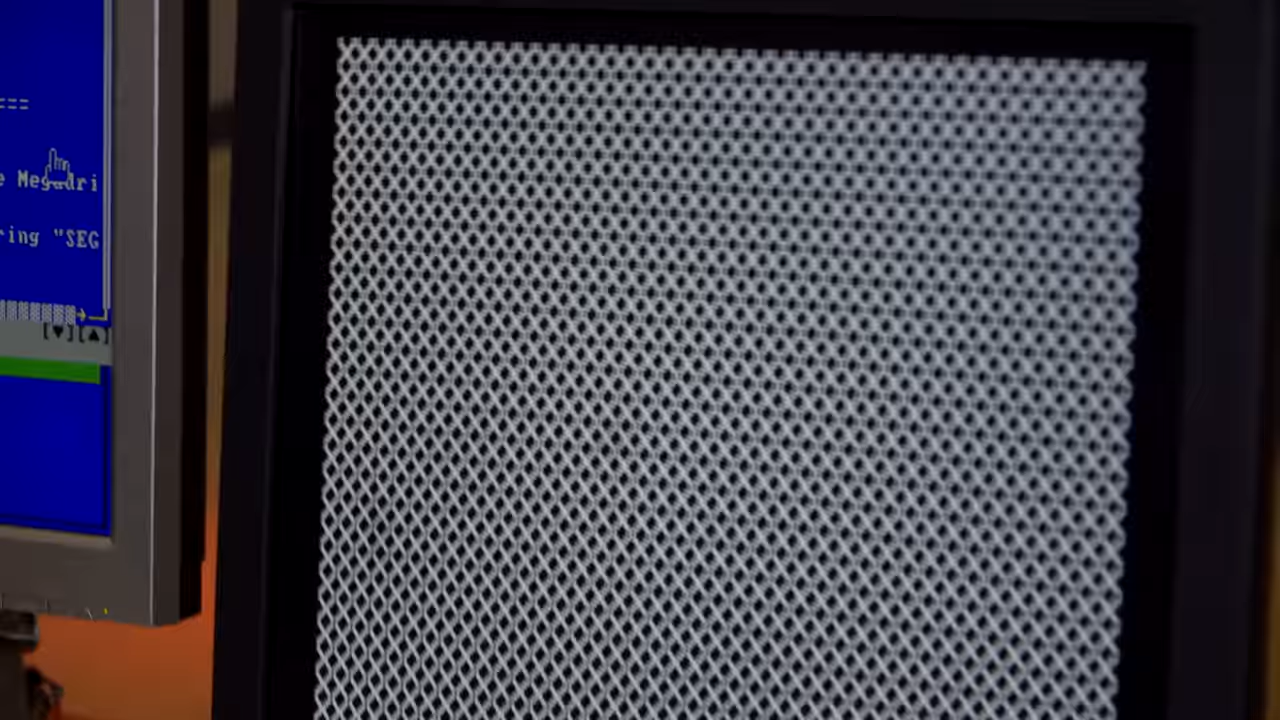 ===
e Megadri
ring "SEG
[▼][▲]